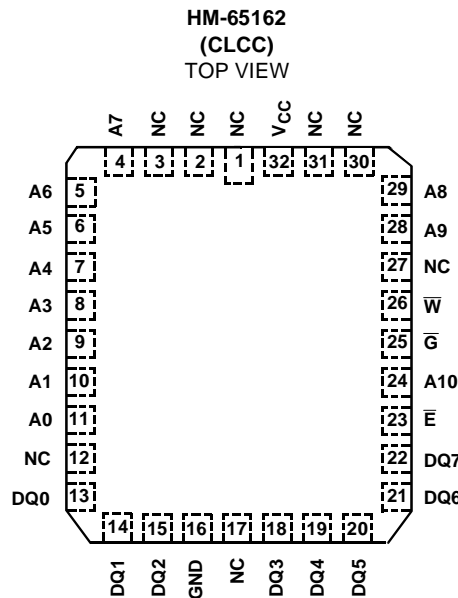 HM-65162
(CLCC)
TOP VIEW
A7 NC NC NC VCC NC NC
4 3 2 1 32 31 30
A6 5 29 A8
A5 6 28 A9
A4 7 27 NC
A3 8 26 W̅
A2 9 25 G̅
A1 10 24 A10
A0 11 23 E̅
NC 12 22 DQ7
DQ0 13 21 DQ6
14 15 16 17 18 19 20
DQ1 DQ2 GND NC DQ3 DQ4 DQ5